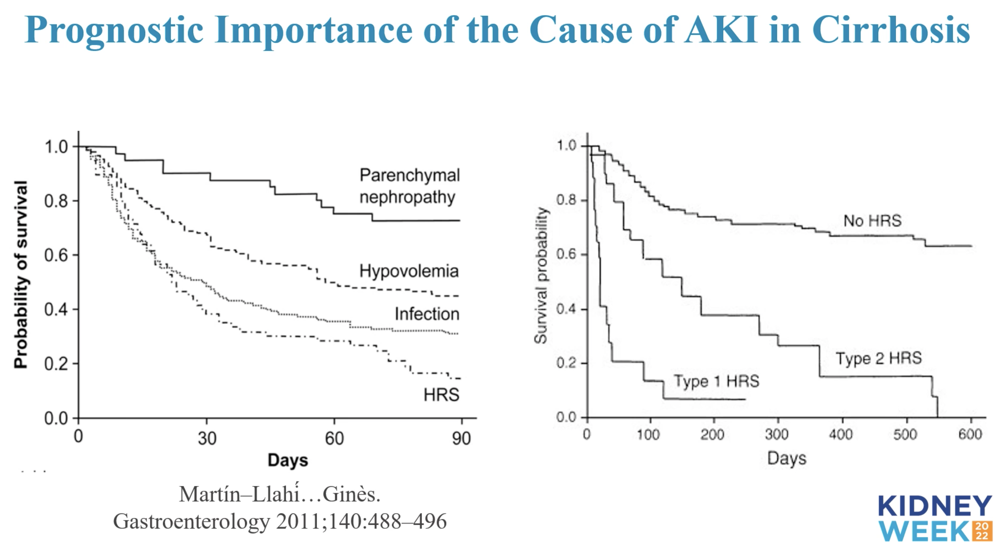 Prognostic Importance of the Cause of AKI in Cirrhosis
Probability of survival
1.0
0.8
0.6
0.4
0.2
0.0
Parenchymal
nephropathy
Hypovolemia
Infection
HRS
0 30 60 90
Days
Survival probability
1.0
0.8
0.6
0.4
0.2
0.0
No HRS
Type 2 HRS
Type 1 HRS
0 100 200 300 400 500 600
Days
Martín–Llahí…Ginès.
Gastroenterology 2011;140:488–496
KIDNEY
WEEK 20
22